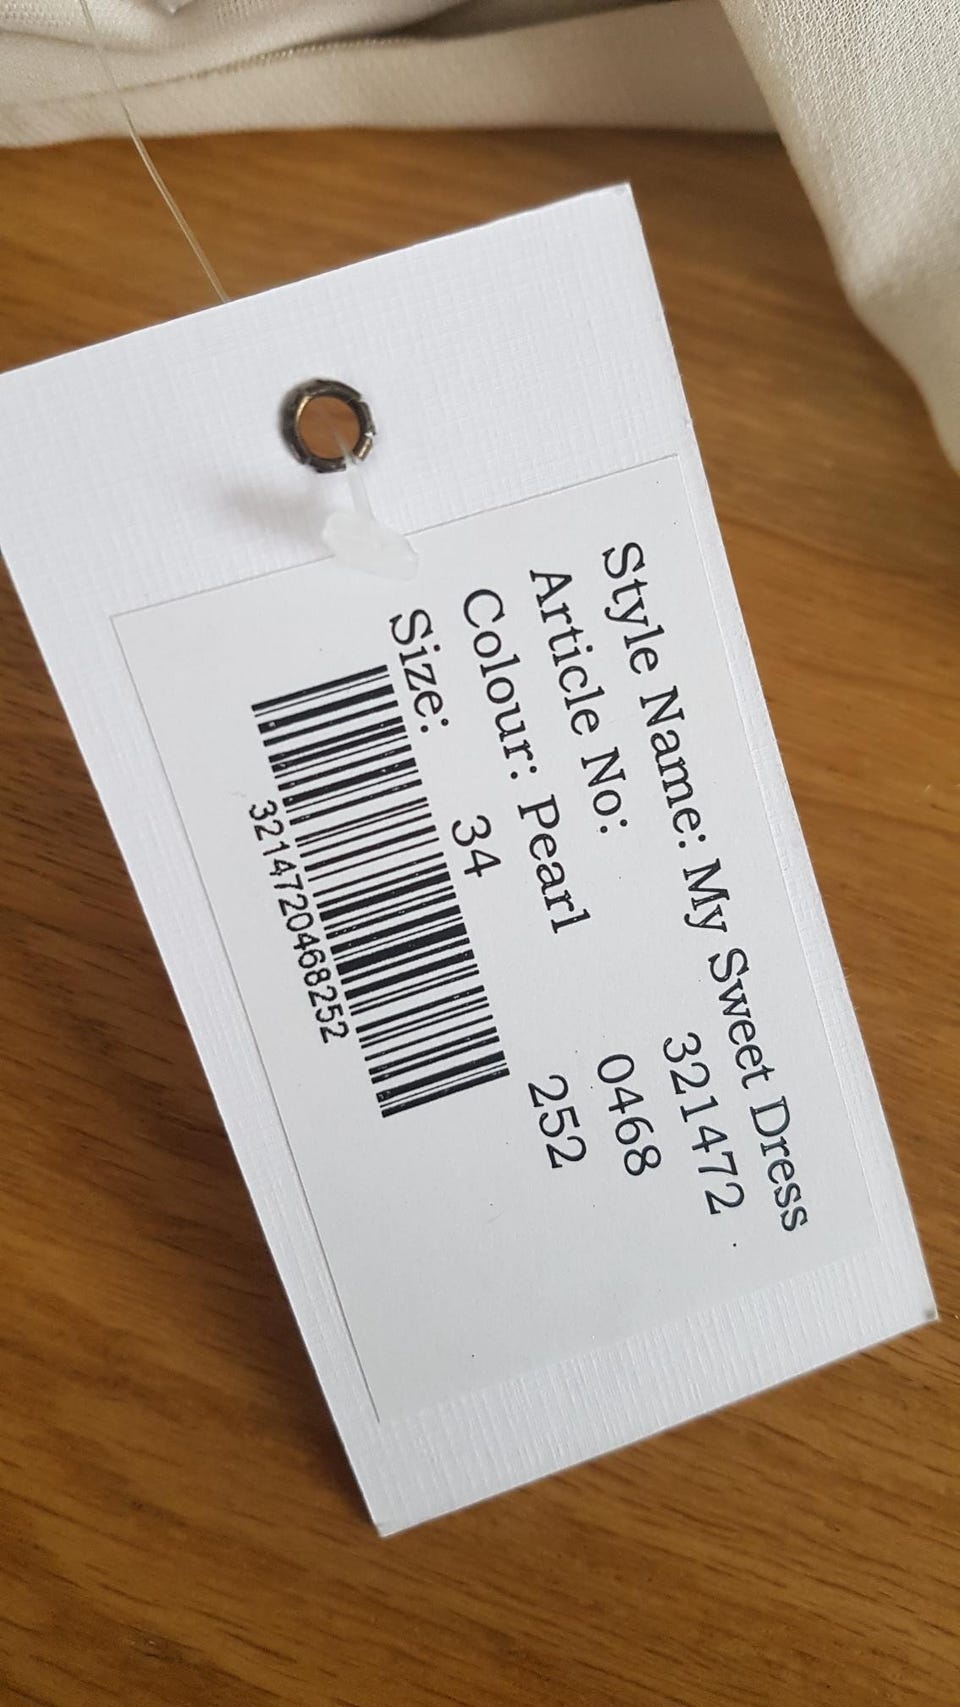 Style Name: My Sweet Dress
Article No: 321472
Colour: Pearl 0468
Size: 34 252
3214720468252